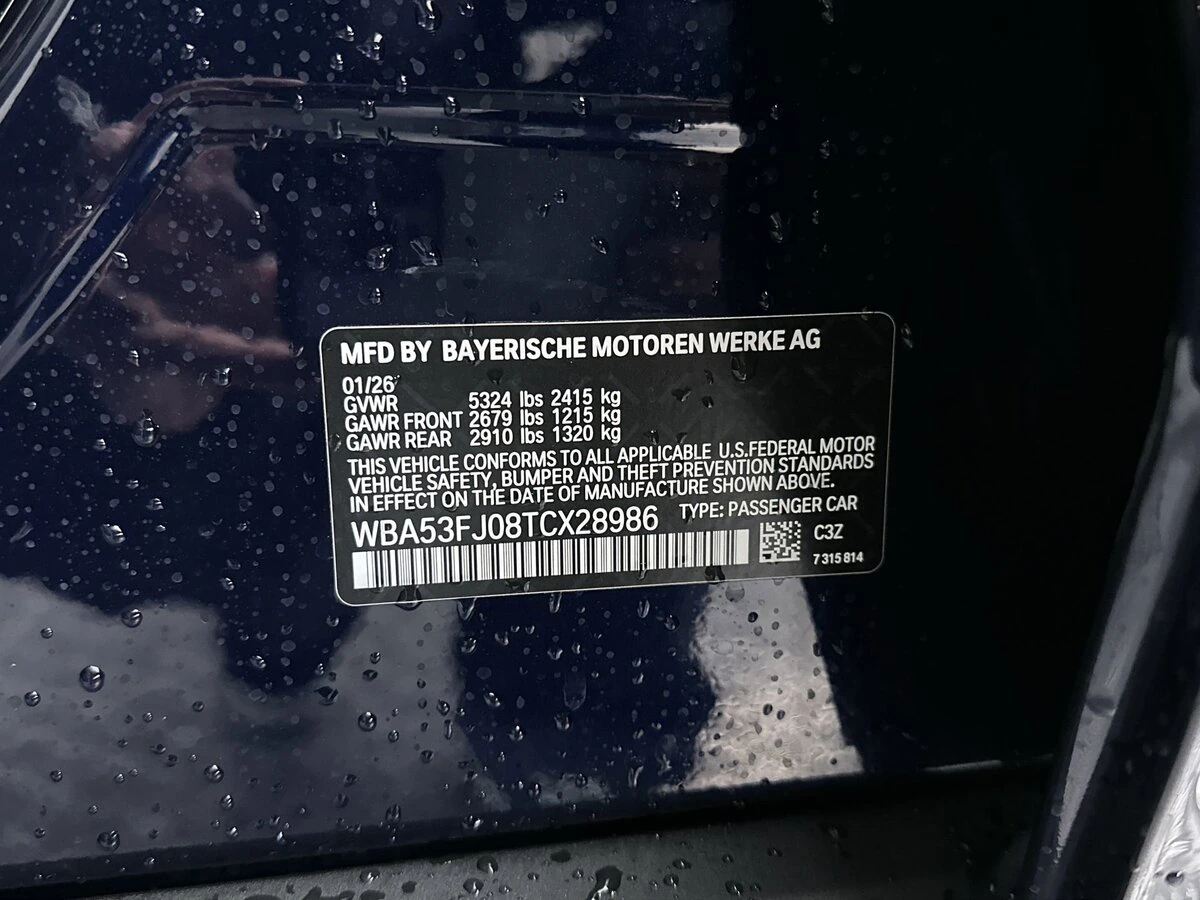 MFD BY BAYERISCHE MOTOREN WERKE AG
01/26
GVWR 5324 lbs 2415 kg
GAWR FRONT 2679 lbs 1215 kg
GAWR REAR 2910 lbs 1320 kg
THIS VEHICLE CONFORMS TO ALL APPLICABLE U.S.FEDERAL MOTOR
VEHICLE SAFETY, BUMPER AND THEFT PREVENTION STANDARDS
IN EFFECT ON THE DATE OF MANUFACTURE SHOWN ABOVE.
WBA53FJ08TCX28986 TYPE: PASSENGER CAR
C3Z
7 315 814